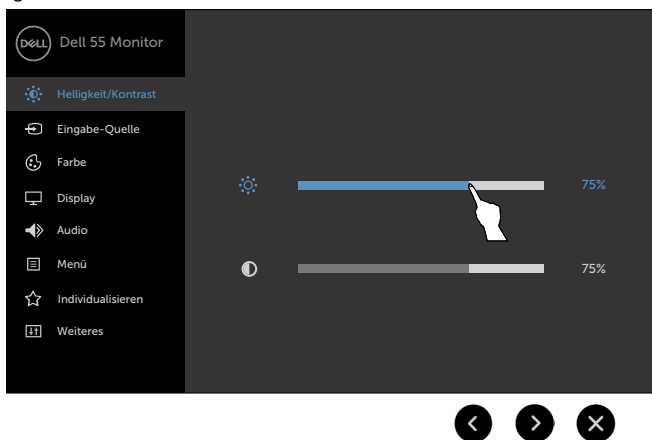 DELL Dell 55 Monitor
Helligkeit/Kontrast
Eingabe-Quelle
Farbe
Display
Audio
Menü
Individualisieren
Weiteres
75%
75%